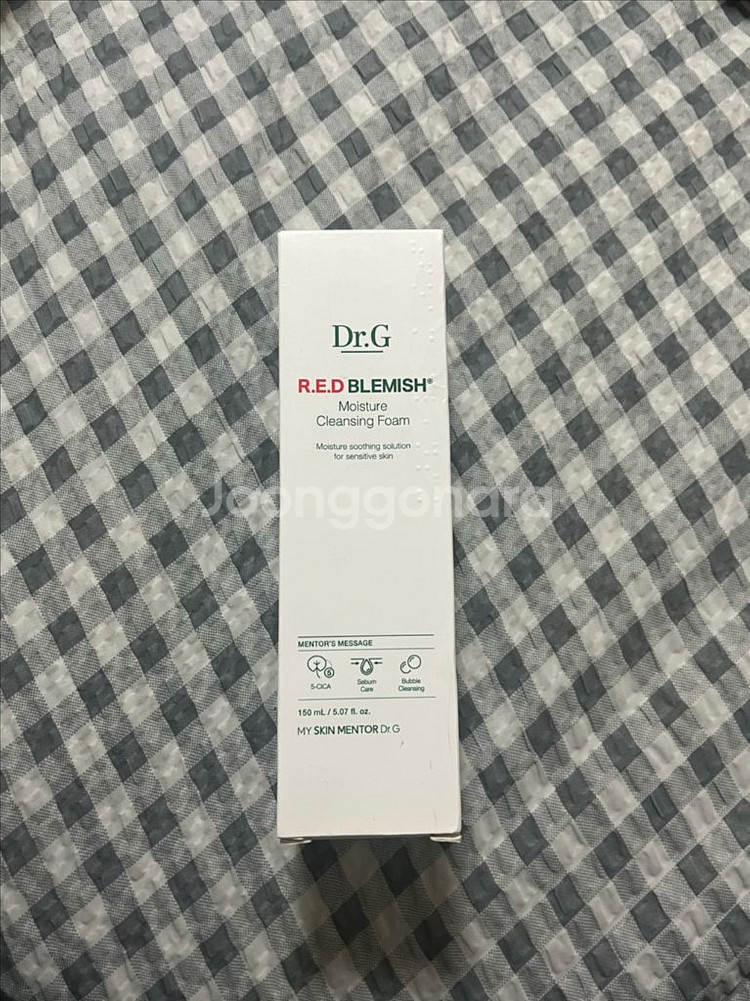 Dr.G
R.E.D BLEMISH®
Moisture
Cleansing Foam
Moisture soothing solution
for sensitive skin
Joonggonara
MENTOR'S MESSAGE
5
5-CICA
Sebum
Care
Bubble
Cleansing
150 mL / 5.07 fl. oz.
MY SKIN MENTOR Dr.G